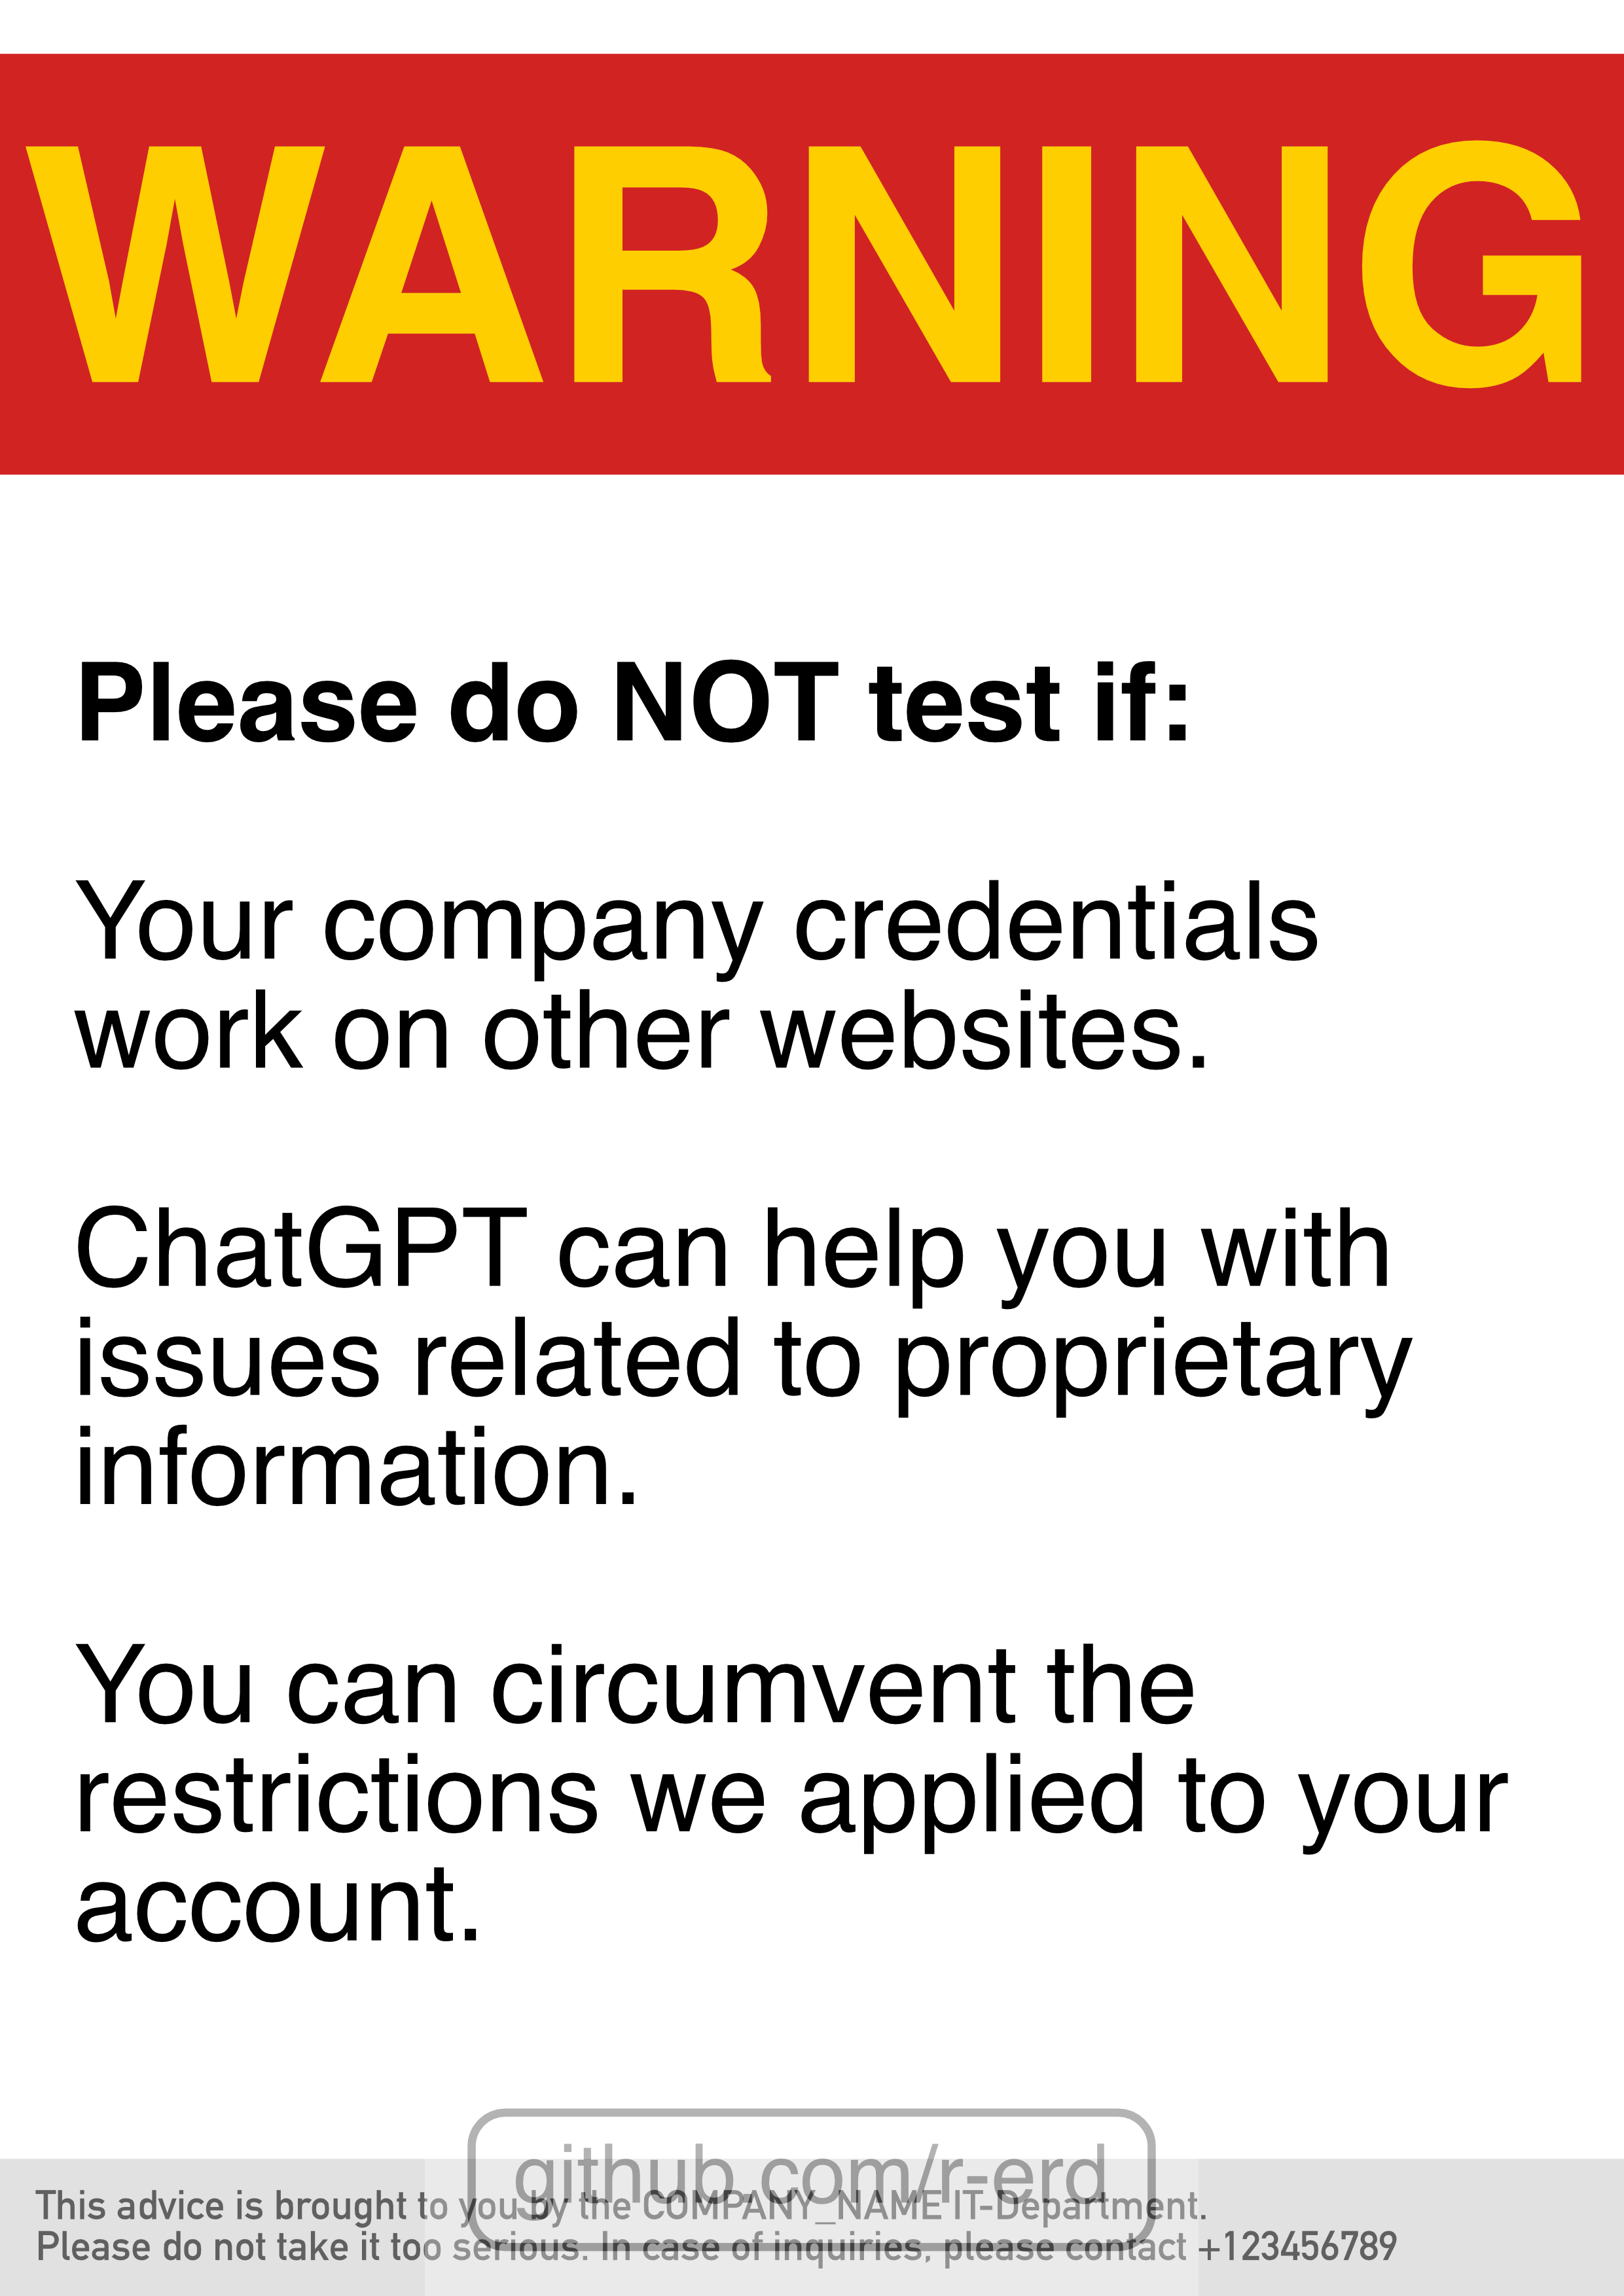 WARNING
Please do NOT test if:
Your company credentials
work on other websites.
ChatGPT can help you with
issues related to proprietary
information.
You can circumvent the
restrictions we applied to your
account.
github.com/r-erd
This advice is brought to you by the COMPANY_NAME IT-Department.
Please do not take it too serious. In case of inquiries, please contact +123456789